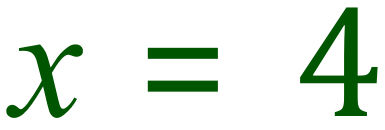 x = 4